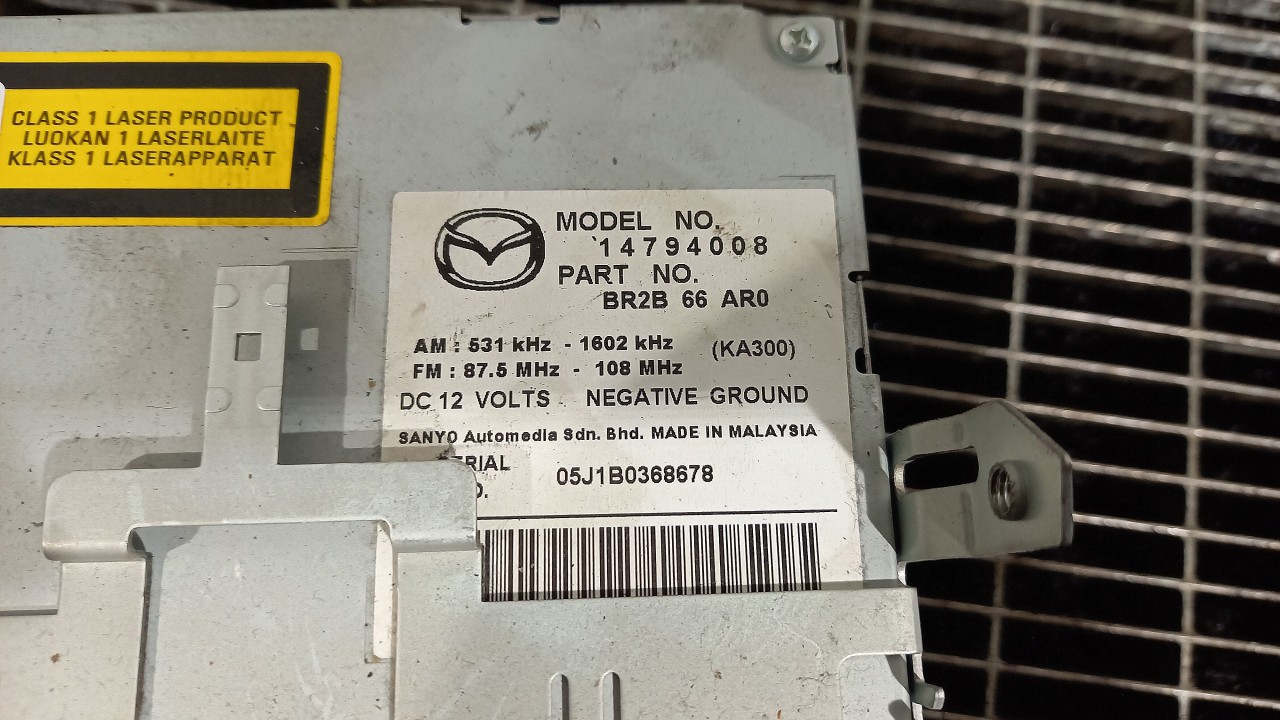 CLASS 1 LASER PRODUCT
LUOKAN 1 LASERLAITE
KLASS 1 LASERAPPARAT
MODEL NO.
14794008
PART NO.
BR2B 66 AR0
AM : 531 kHz - 1602 kHz (KA300)
FM : 87.5 MHz - 108 MHz
DC 12 VOLTS NEGATIVE GROUND
SANYO Automedia Sdn. Bhd. MADE IN MALAYSIA
ERIAL
O. 05J1B0368678